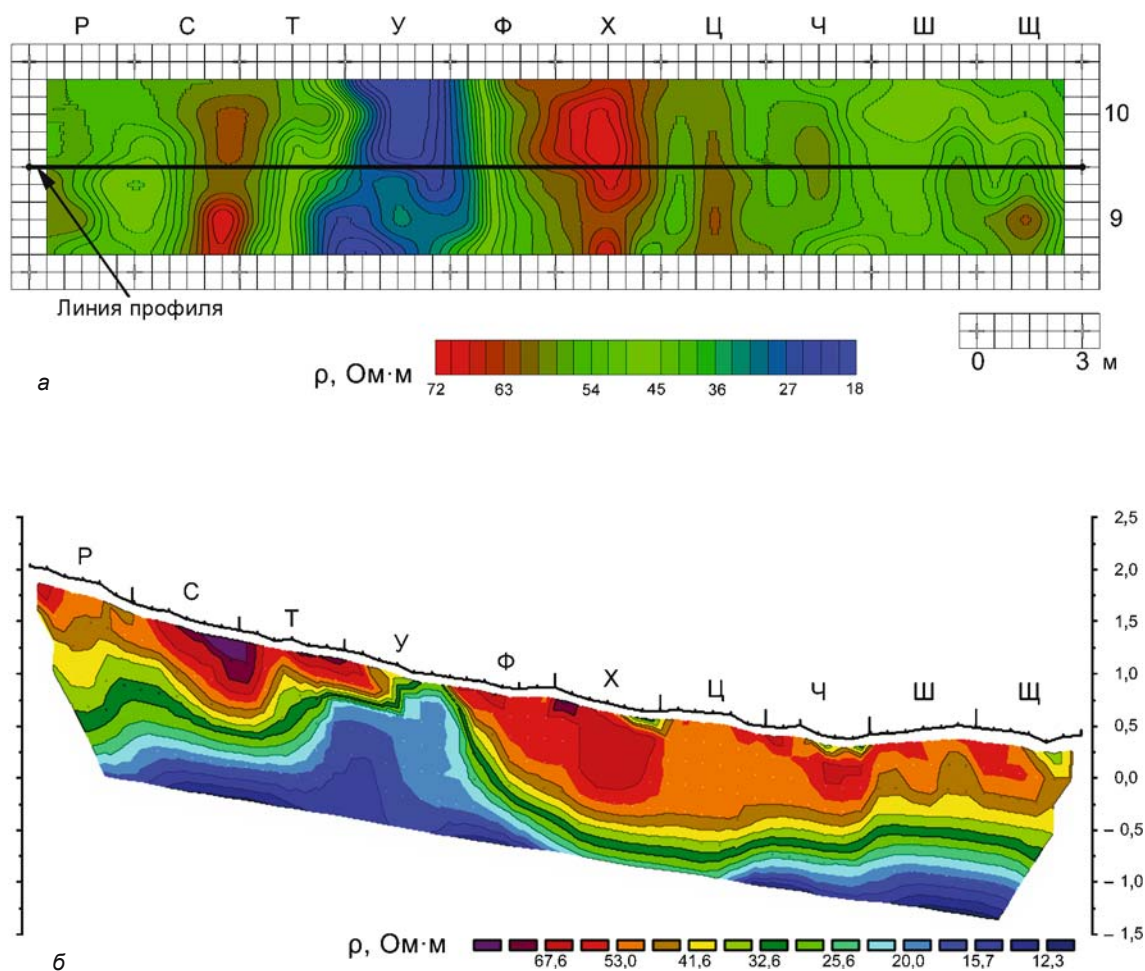 Р С Т У Ф Х Ц Ч Ш Щ
10
9
Линия профиля
ρ, Ом·м
72 63 54 45 36 27 18
0 3 м
а
2,5
2,0
1,5
1,0
0,5
0,0
– 0,5
– 1,0
– 1,5
Р С Т У Ф Х Ц Ч Ш Щ
ρ, Ом·м
67,6 53,0 41,6 32,6 25,6 20,0 15,7 12,3
б